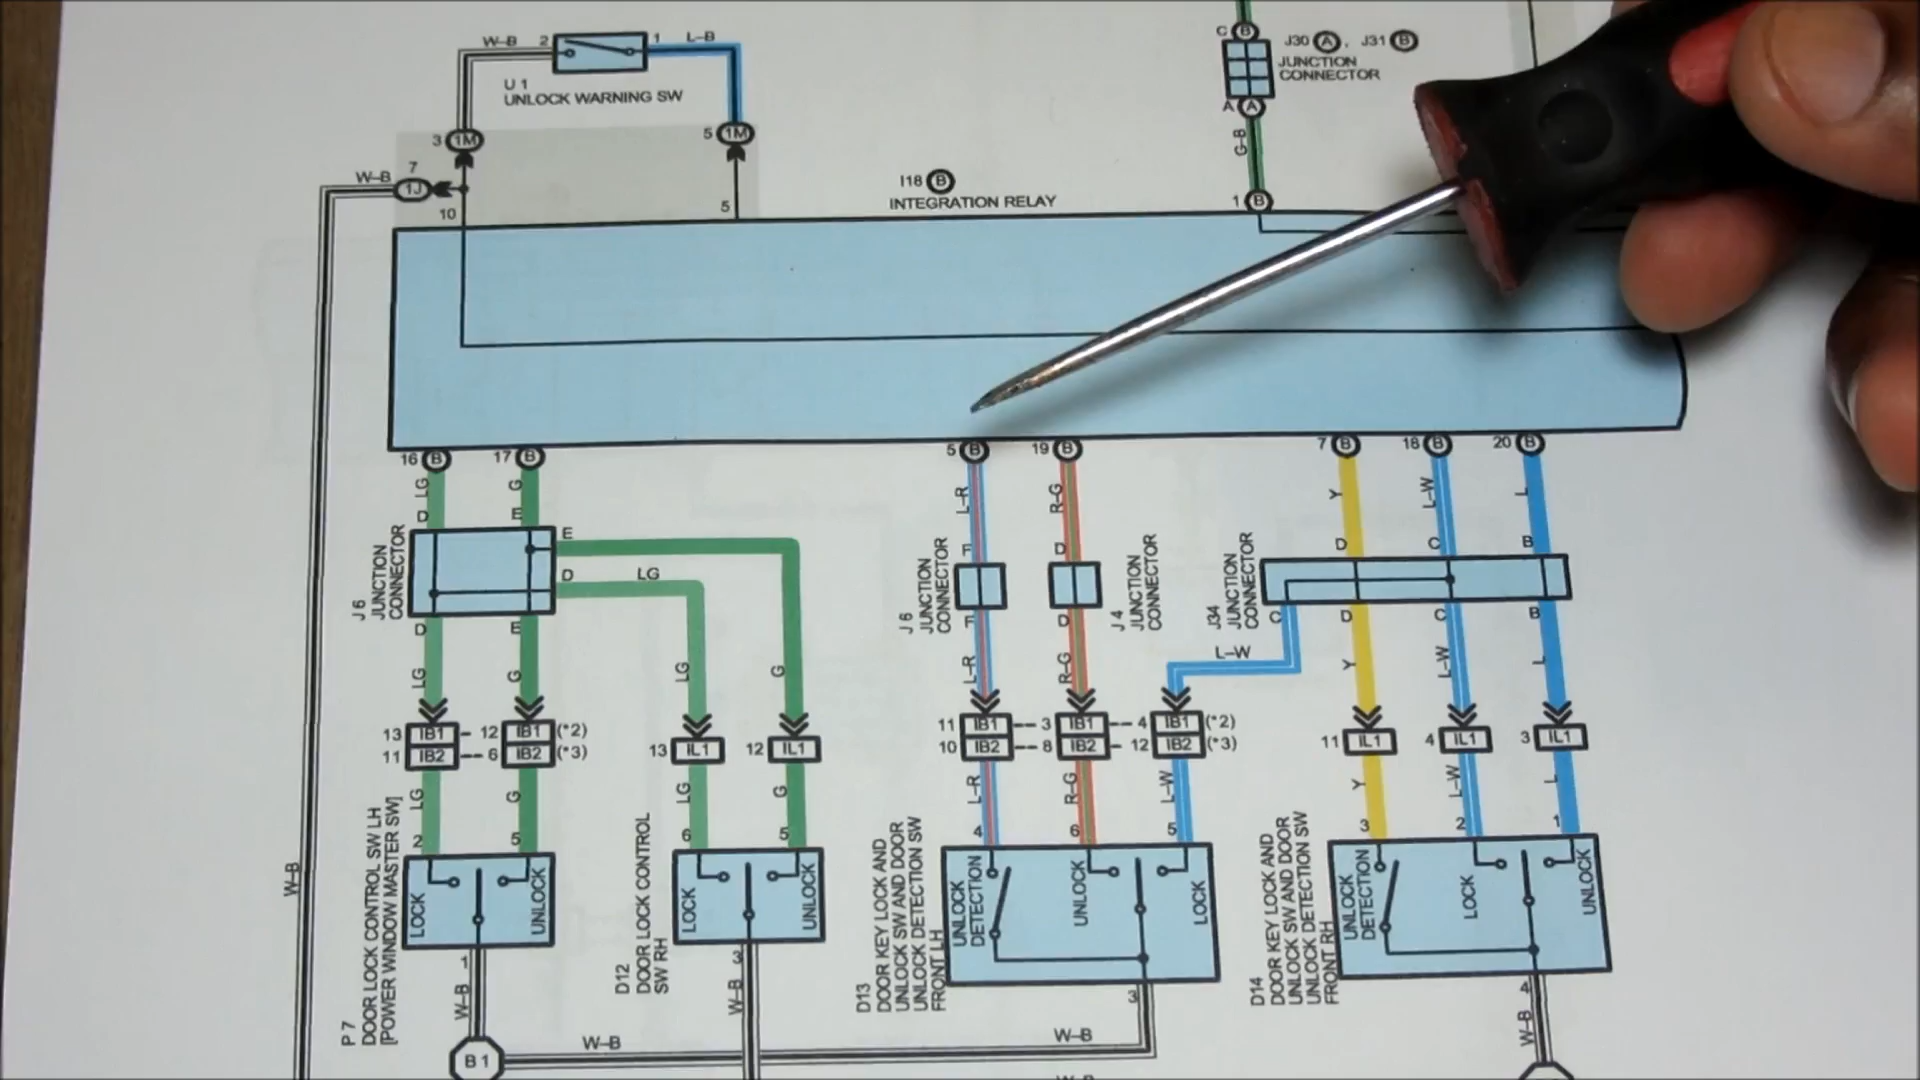 W-B 2
1 L-B
U 1
UNLOCK WARNING SW
C B
J30 A , J31 B
JUNCTION
CONNECTOR
A A
G-B
1 B
3 1M
5 1M
W-B
7
1J
10
5
I18 B
INTEGRATION RELAY
16 B
17 B
5 B
19 B
7 B
18 B
20 B
LG
G
L-R
R-G
Y
L-W
L
D
E
E
F
D
D
C
B
J 6
JUNCTION
CONNECTOR
D
LG
J 6
JUNCTION
CONNECTOR
J 4
JUNCTION
CONNECTOR
J34
JUNCTION
CONNECTOR
D
E
F
D
C
D
C
B
L-W
LG
G
LG
G
L-R
R-G
Y
L-W
L
13 IB1
12 IB1 (*2)
11 IB2
6 IB2 (*3)
13 IL1
12 IL1
11 IB1
3 IB1
4 IB1 (*2)
10 IB2
8 IB2
12 IB2 (*3)
11 IL1
4 IL1
3 IL1
LG
G
LG
G
L-R
R-G
L-W
Y
L-W
L
2
5
6
5
4
6
5
3
2
1
P 7
DOOR LOCK CONTROL SW LH
[POWER WINDOW MASTER SW]
LOCK
UNLOCK
D12
DOOR LOCK CONTROL
SW RH
LOCK
UNLOCK
D13
DOOR KEY LOCK AND
UNLOCK SW AND DOOR
UNLOCK DETECTION SW
FRONT LH
UNLOCK
DETECTION
UNLOCK
LOCK
D14
DOOR KEY LOCK AND
UNLOCK SW AND DOOR
UNLOCK DETECTION SW
FRONT RH
UNLOCK
DETECTION
LOCK
UNLOCK
1
3
3
4
W-B
W-B
W-B
W-B
B 1
W-B
W-B